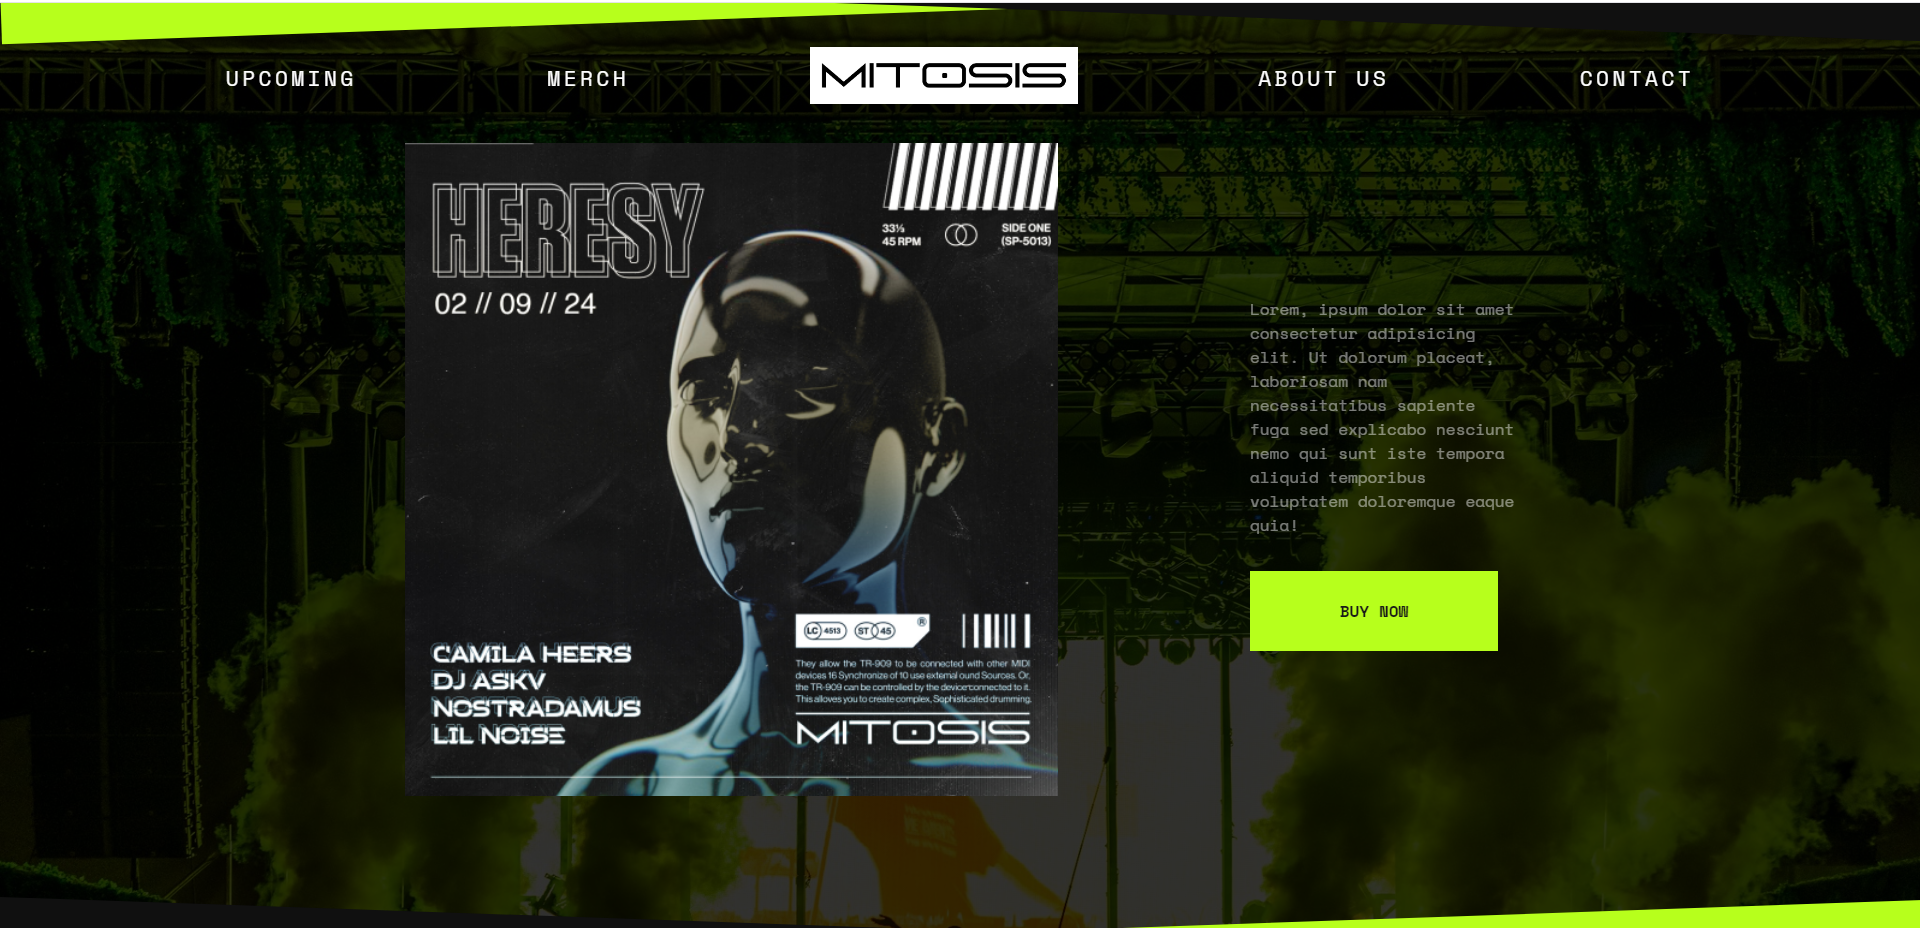 UPCOMING
MERCH
MITOSIS
ABOUT US
CONTACT
HERESY
02 // 09 // 24
33⅓
45 RPM
SIDE ONE
(SP-5013)
Lorem, ipsum dolor sit amet
consectetur adipisicing
elit. Ut dolorum placeat,
laboriosam nam
necessitatibus sapiente
fuga sed explicabo nesciunt
nemo qui sunt iste tempora
aliquid temporibus
voluptatem doloremque eaque
quia!
BUY NOW
CAMILA HEERS
DJ ASKV
NOSTRADAMUS
LIL NOISE
LC 4513 ST 45 ®
They allow the TR-909 to be connected with other MIDI
devices 16 Synchronize of 10 use external ound Sources. Or,
the TR-909 can be controlled by the device connected to it.
This alloves you to create complex, Sophisticated drumming.
MITOSIS